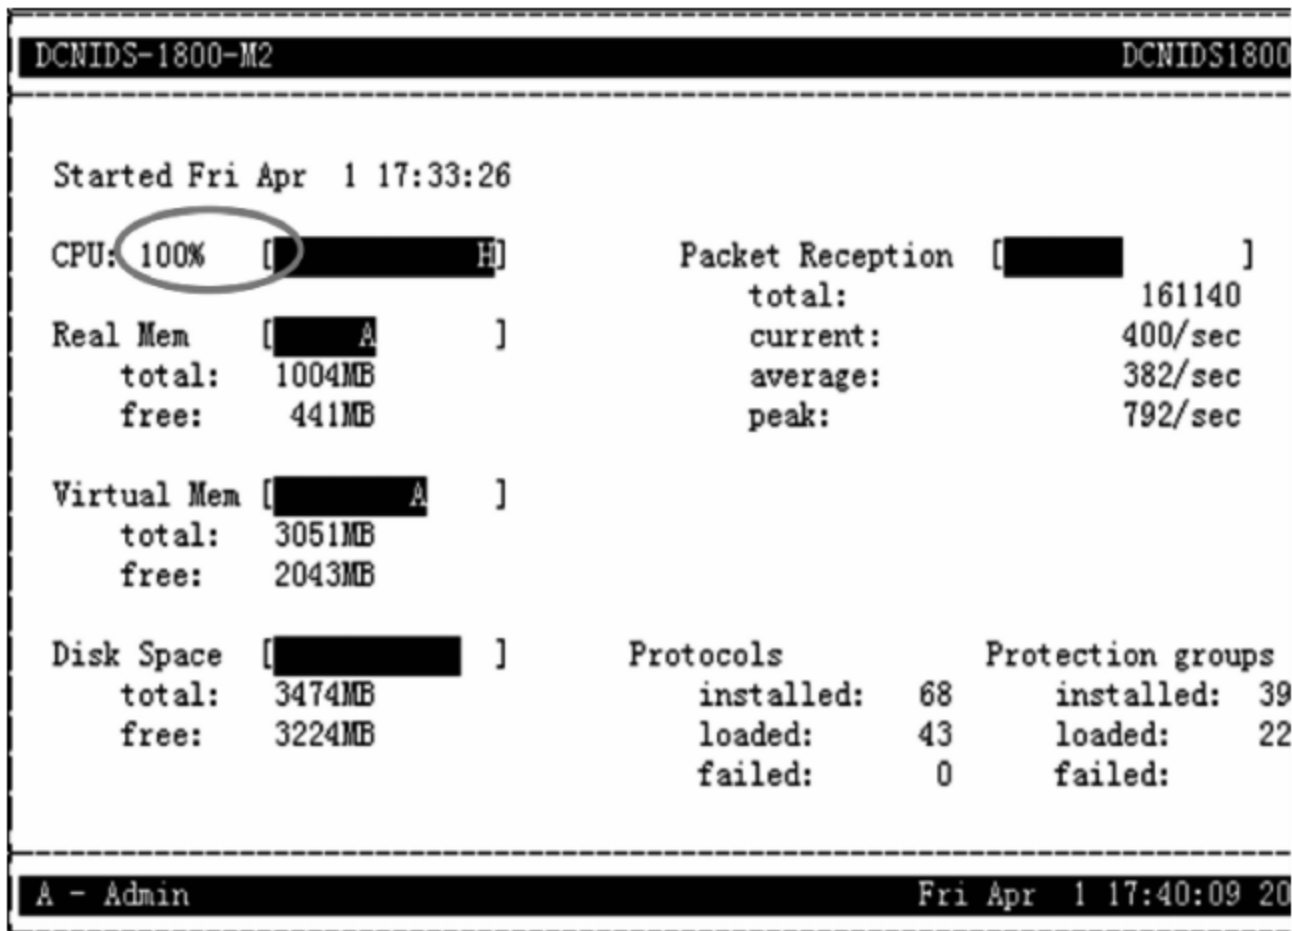 DCNIDS-1800-M2 DCNIDS1800
Started Fri Apr 1 17:33:26
CPU: 100% [ H] Packet Reception [ ]
total: 161140
Real Mem [ A ] current: 400/sec
total: 1004MB average: 382/sec
free: 441MB peak: 792/sec
Virtual Mem [ A ]
total: 3051MB
free: 2043MB
Disk Space [ ] Protocols Protection groups
total: 3474MB installed: 68 installed: 39
free: 3224MB loaded: 43 loaded: 22
failed: 0 failed:
A - Admin Fri Apr 1 17:40:09 20